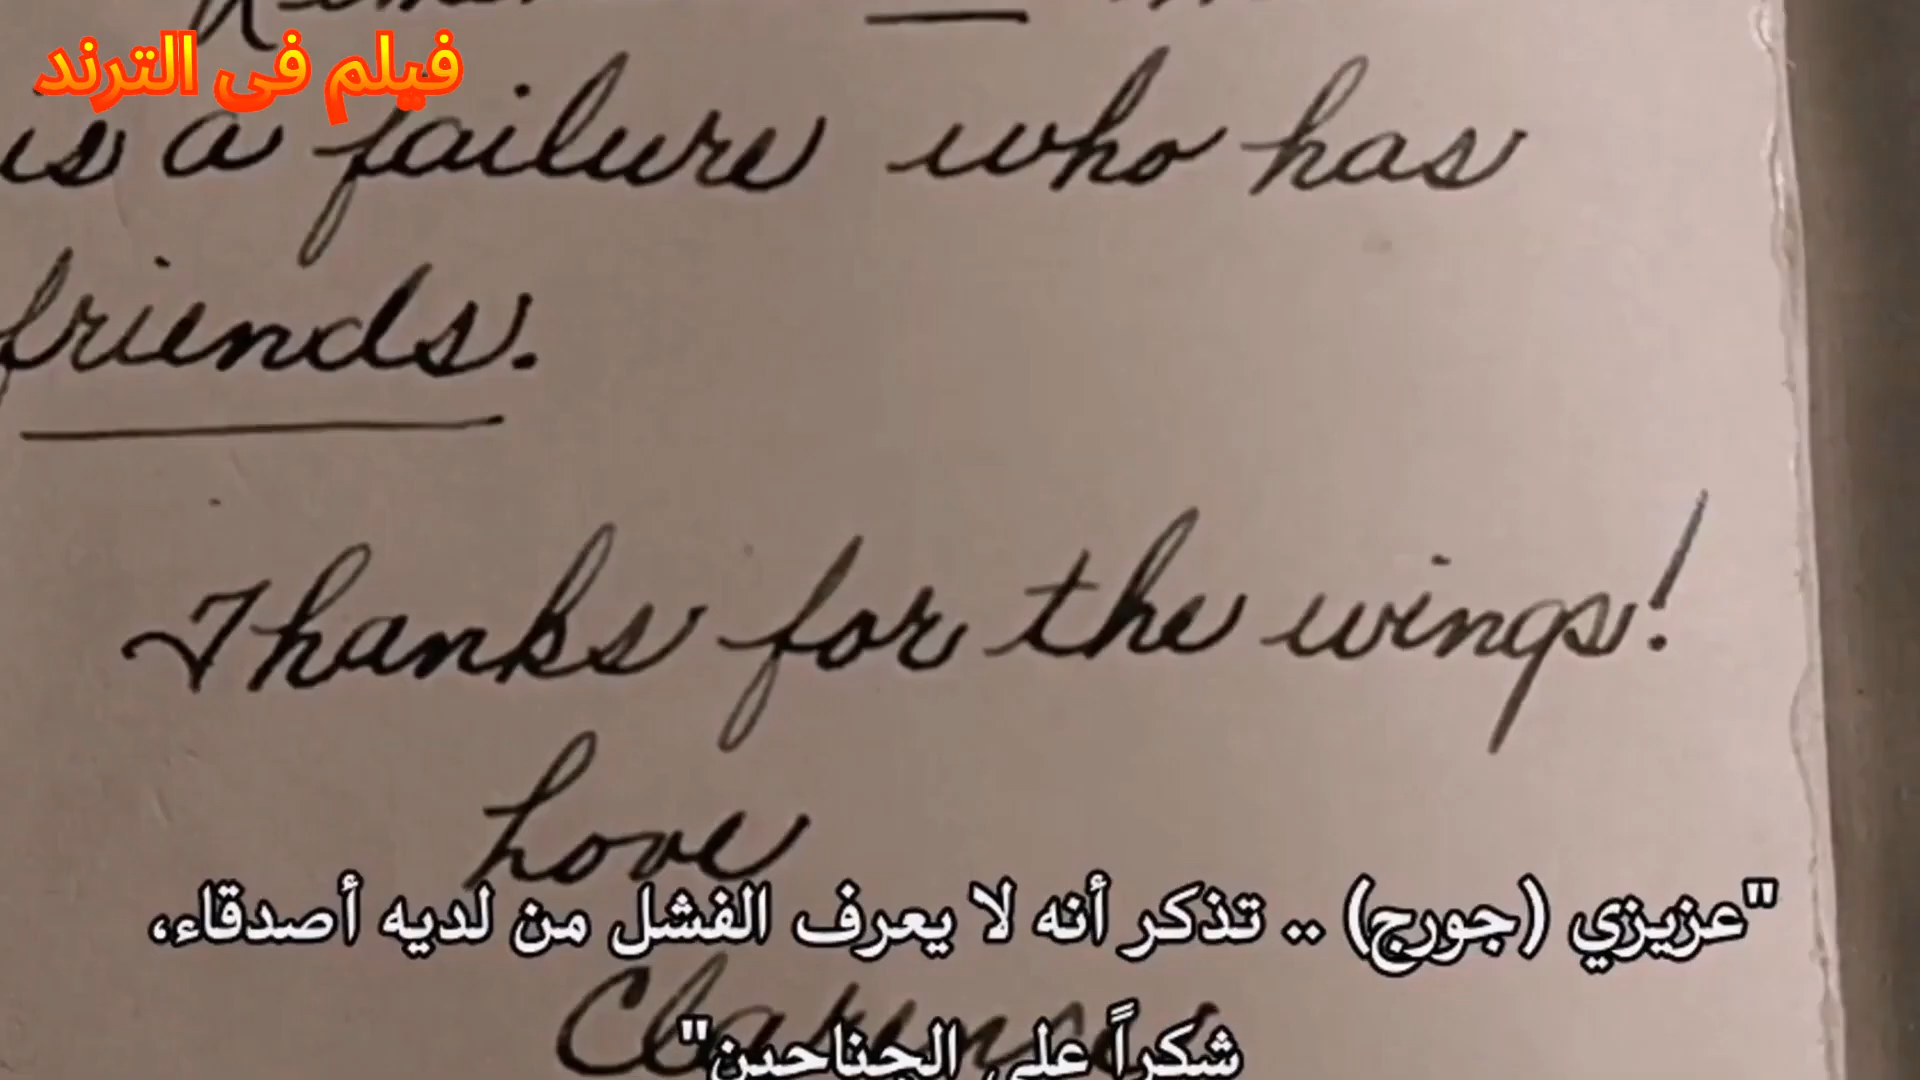 فيلم فى الترند
is a failure who has
friends.
Thanks for the wings!
Love
Clarence
"عزيزي (جورج) .. تذكر أنه لا يعرف الفشل من لديه أصدقاء،
شكراً على الجناحين"